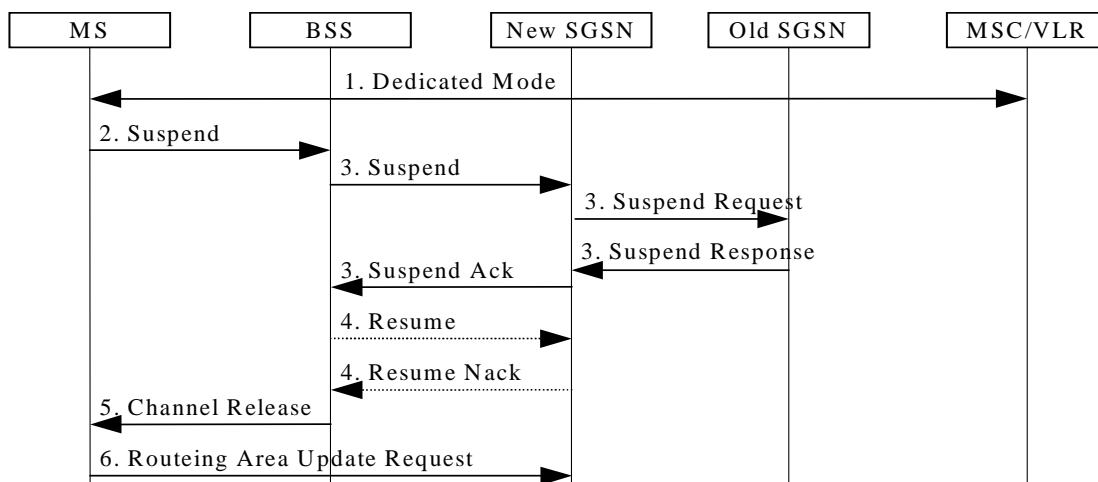 MS
BSS
New SGSN
Old SGSN
MSC/VLR
1. Dedicated Mode
2. Suspend
3. Suspend
3. Suspend Request
3. Suspend Response
3. Suspend Ack
4. Resume
4. Resume Nack
5. Channel Release
6. Routeing Area Update Request